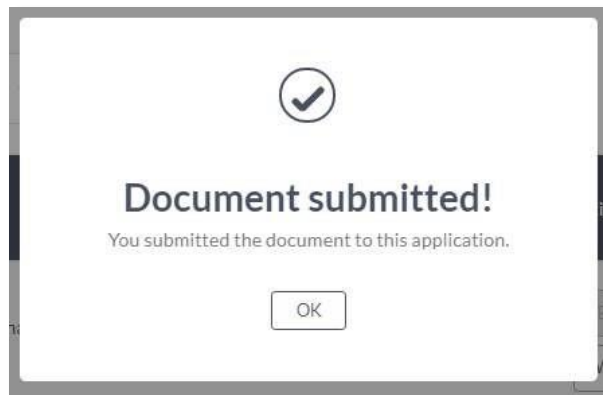 Document submitted!
You submitted the document to this application.
OK